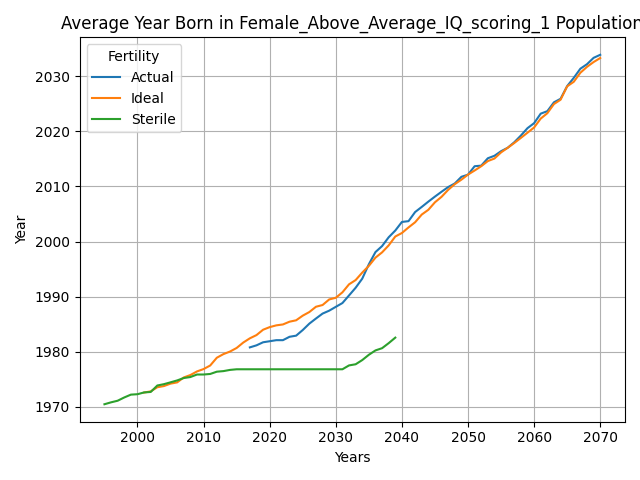 Average Year Born in Female_Above_Average_IQ_scoring_1 Population
Fertility
Actual
Ideal
Sterile
2030
2020
2010
2000
1990
1980
1970
Year
2000 2010 2020 2030 2040 2050 2060 2070
Years